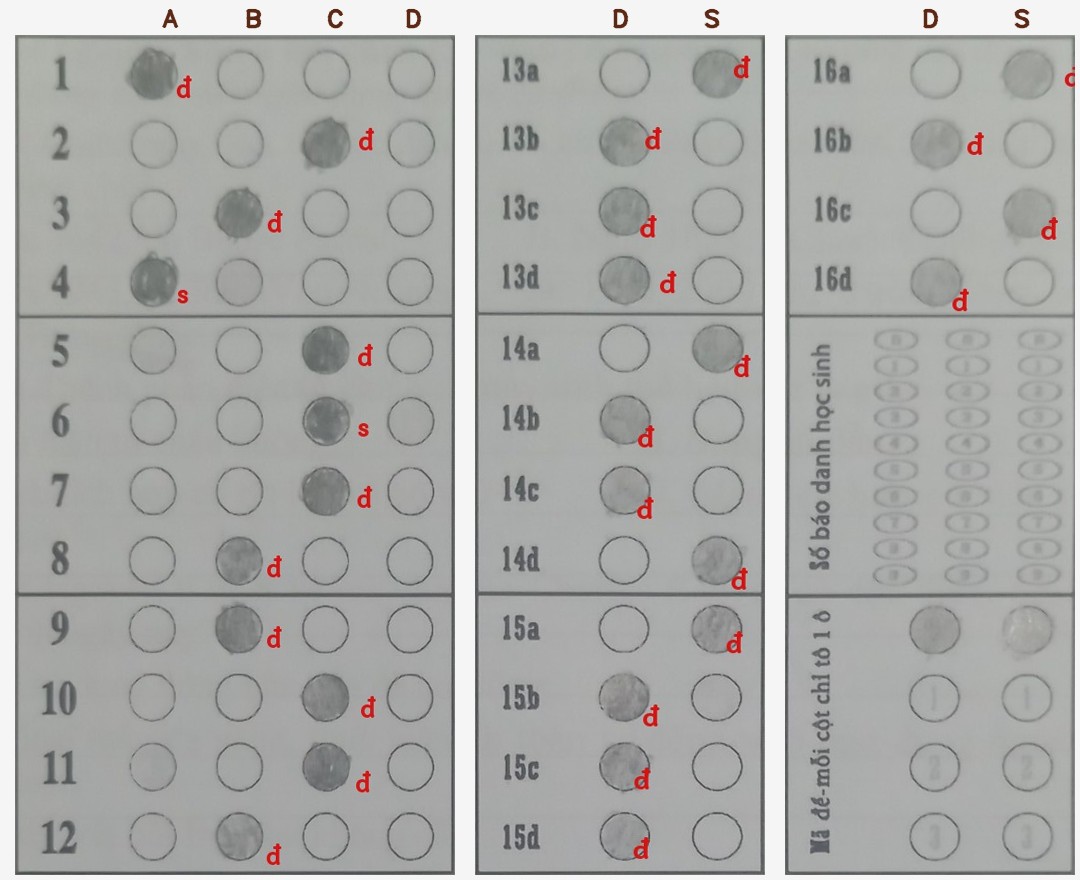 A B C D
1 đ
2 đ
3 đ
4 s
5 đ
6 s
7 đ
8 đ
9 đ
10 đ
11 đ
12 đ
D S
13a đ
13b đ
13c đ
13d đ
14a đ
14b đ
14c đ
14d đ
15a đ
15b đ
15c đ
15d đ
D S
16a đ
16b đ
16c đ
16d đ
Số báo danh học sinh
Mã đề-mỗi cột chỉ tô 1 ô
1 1
2 2
3 3